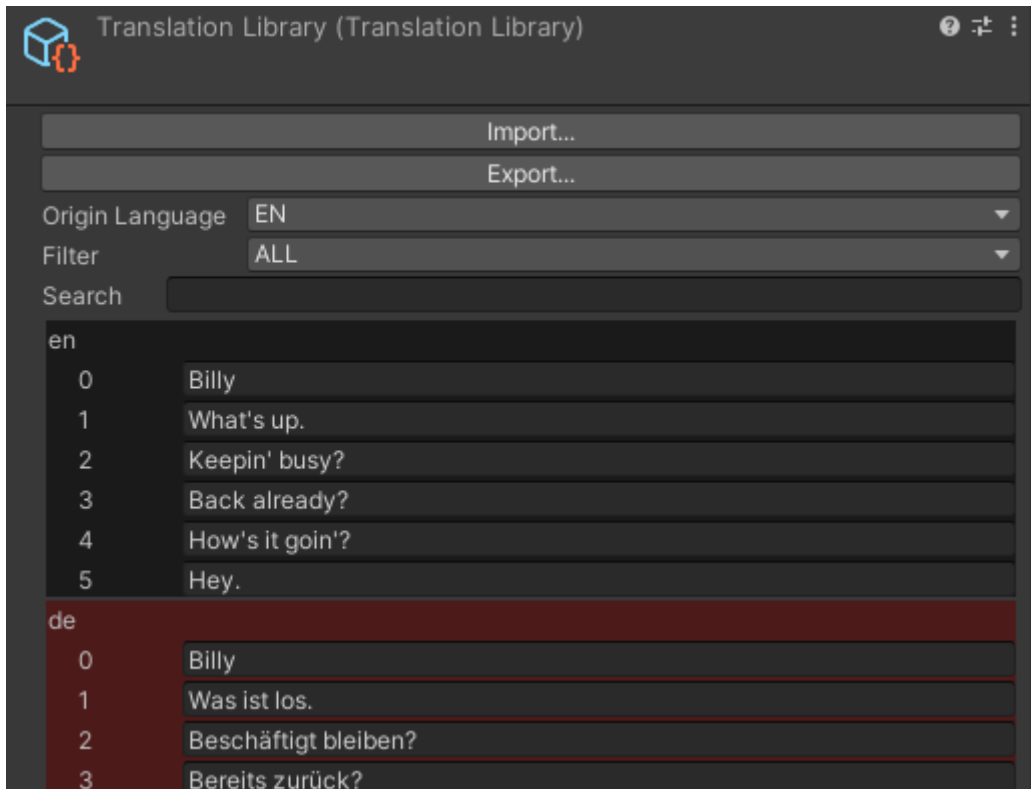 Translation Library (Translation Library)
Import...
Export...
Origin Language EN
Filter ALL
Search
en
0 Billy
1 What's up.
2 Keepin' busy?
3 Back already?
4 How's it goin'?
5 Hey.
de
0 Billy
1 Was ist los.
2 Beschäftigt bleiben?
3 Bereits zurück?